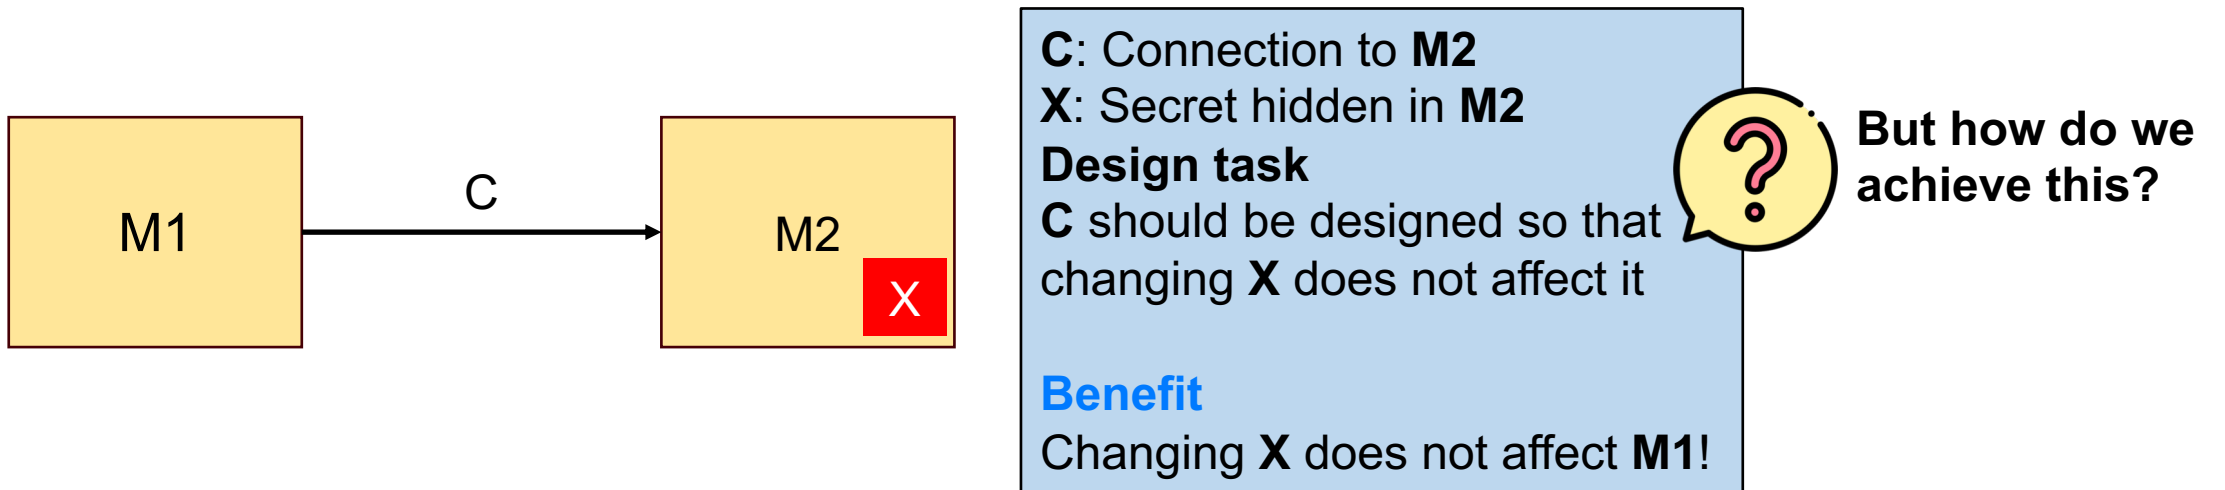 M1
C
M2
X
C: Connection to M2
X: Secret hidden in M2
Design task
C should be designed so that
changing X does not affect it
Benefit
Changing X does not affect M1!
But how do we
achieve this?